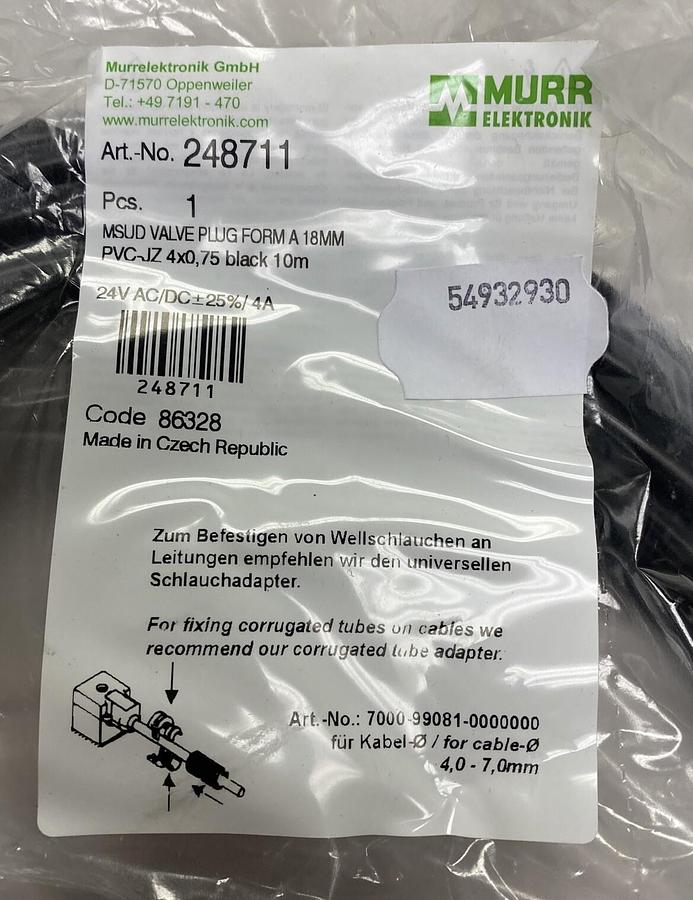 Murrelektronik GmbH
D-71570 Oppenweiler
Tel.: +49 7191 - 470
www.murrelektronik.com
MURR
ELEKTRONIK
Art.-No. 248711
Pcs. 1
MSUD VALVE PLUG FORM A 18MM
PVC-JZ 4x0,75 black 10m
24V AC/DC±25%/ 4A
54932930
248711
Code 86328
Made in Czech Republic
Zum Befestigen von Wellschlauchen an
Leitungen empfehlen wir den universellen
Schlauchadapter.
For fixing corrugated tubes on cables we
recommend our corrugated tube adapter.
Art.-No.: 7000-99081-0000000
für Kabel-Ø / for cable-Ø
4,0 - 7,0mm